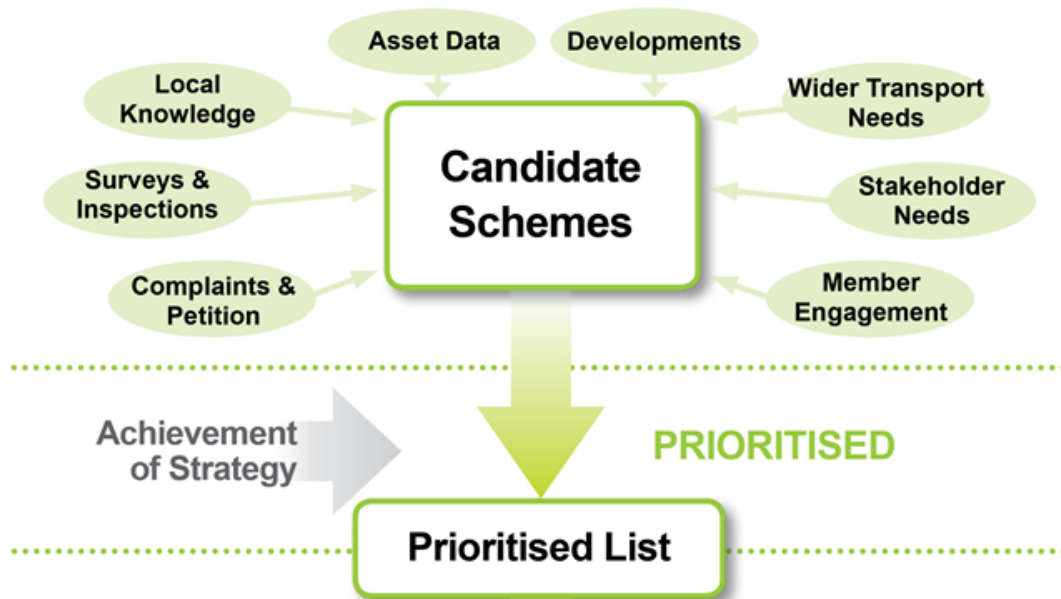 Asset Data
Developments
Local
Knowledge
Wider Transport
Needs
Candidate
Schemes
Surveys &
Inspections
Stakeholder
Needs
Complaints &
Petition
Member
Engagement
Achievement
of Strategy
PRIORITISED
Prioritised List